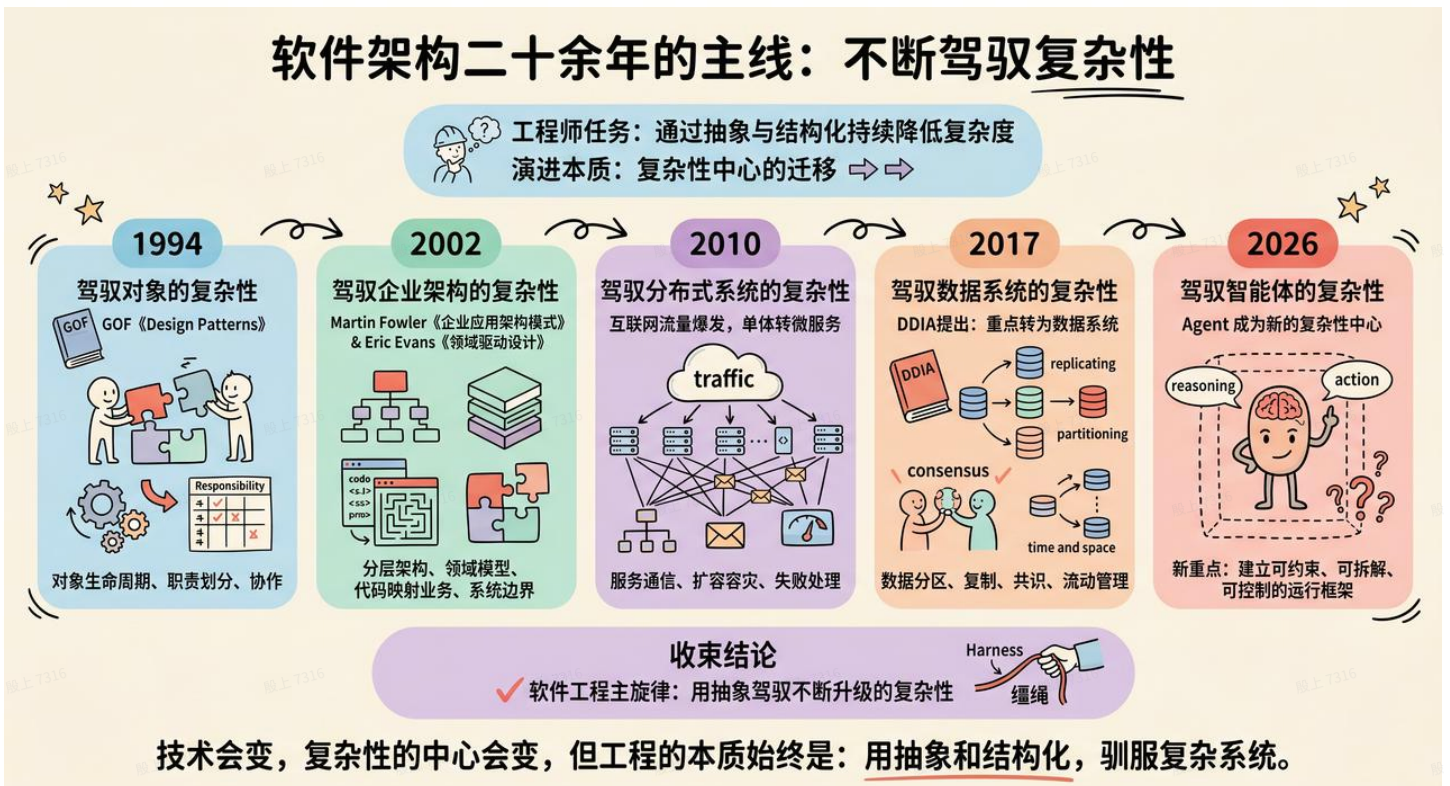 软件架构二十余年的主线：不断驾驭复杂性
工程师任务：通过抽象与结构化持续降低复杂度
演进本质：复杂性中心的迁移
1994
驾驭对象的复杂性
GOF《Design Patterns》
GOF
Responsibility
对象生命周期、职责划分、协作
2002
驾驭企业架构的复杂性
Martin Fowler《企业应用架构模式》
& Eric Evans《领域驱动设计》
codo
<s.l>
<ss>
pro>
分层架构、领域模型、
代码映射业务、系统边界
2010
驾驭分布式系统的复杂性
互联网流量爆发，单体转微服务
traffic
服务通信、扩容容灾、失败处理
2017
驾驭数据系统的复杂性
DDIA提出：重点转为数据系统
DDIA
replicating
partitioning
consensus
time and space
数据分区、复制、共识、流动管理
2026
驾驭智能体的复杂性
Agent 成为新的复杂性中心
reasoning
action
新重点：建立可约束、可拆解、
可控制的运行框架
收束结论
软件工程主旋律：用抽象驾驭不断升级的复杂性
Harness
缰绳
技术会变，复杂性的中心会变，但工程的本质始终是：用抽象和结构化，驯服复杂系统。